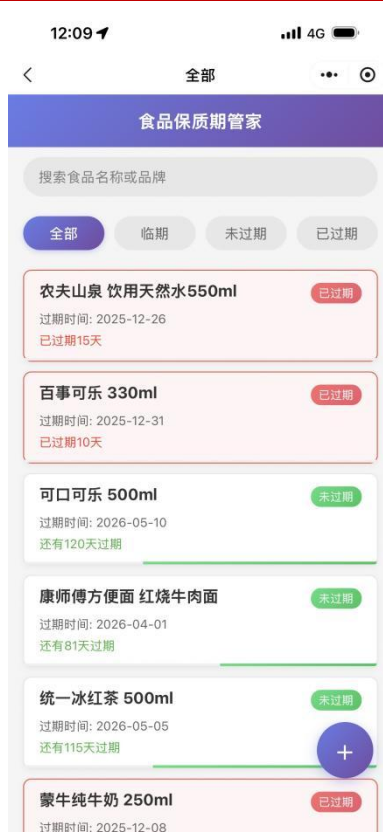 12:09
4G
全部
食品保质期管家
搜索食品名称或品牌
全部 临期 未过期 已过期
农夫山泉 饮用天然水550ml 已过期
过期时间: 2025-12-26
已过期15天
百事可乐 330ml 已过期
过期时间: 2025-12-31
已过期10天
可口可乐 500ml 未过期
过期时间: 2026-05-10
还有120天过期
康师傅方便面 红烧牛肉面 未过期
过期时间: 2026-04-01
还有81天过期
统一冰红茶 500ml 未过期
过期时间: 2026-05-05
还有115天过期
+
蒙牛纯牛奶 250ml 已过期
过期时间: 2025-12-08